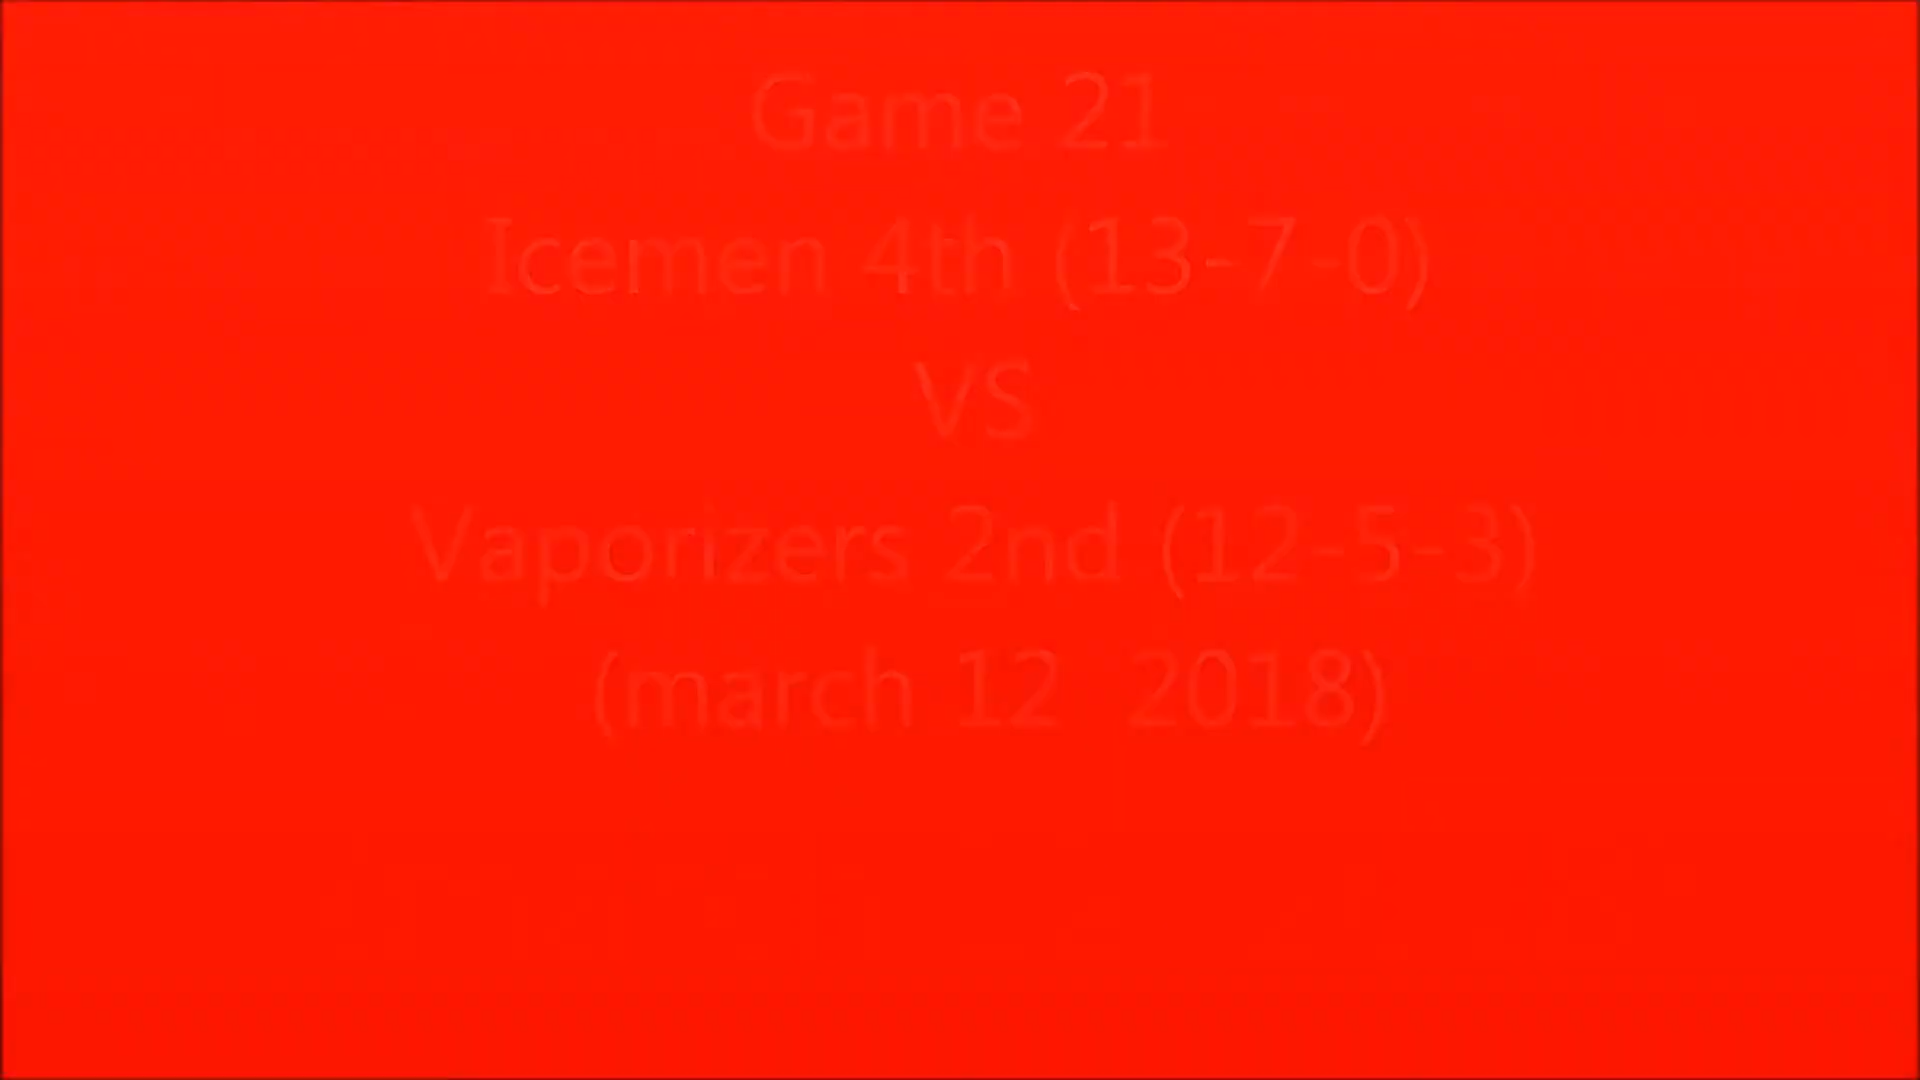 Game 21
Icemen 4th (13-7-0)
VS
Vaporizers 2nd (12-5-3)
(march 12 2018)